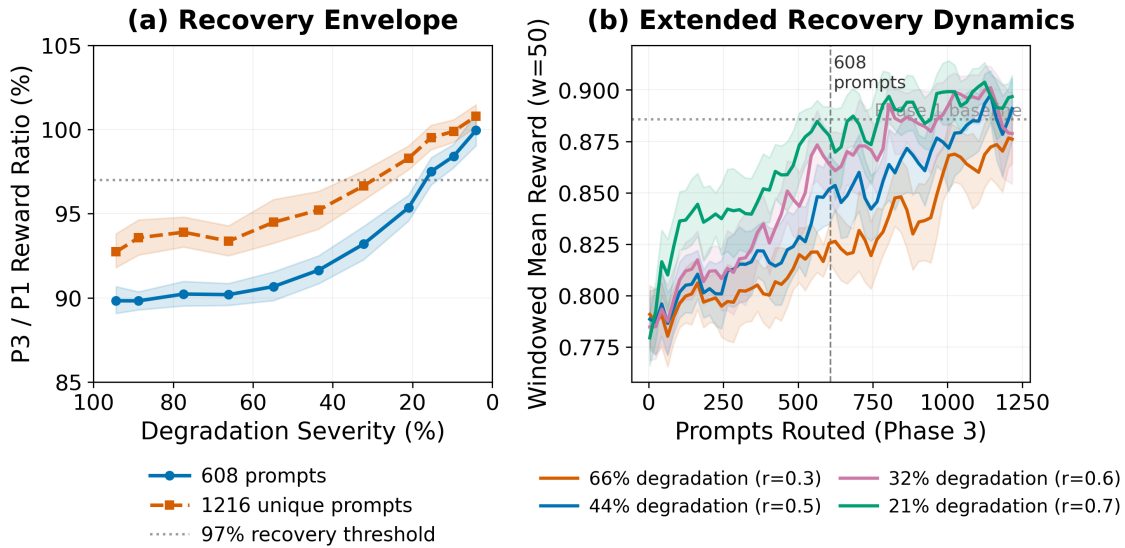 (a) Recovery Envelope
105
100
95
90
85
100
80
60
40
20
0
P3 / P1 Reward Ratio (%)
Degradation Severity (%)
608 prompts
1216 unique prompts
97% recovery threshold
(b) Extended Recovery Dynamics
608
prompts
Phase 1 baseline
0.900
0.875
0.850
0.825
0.800
0.775
0
250
500
750
1000
1250
Windowed Mean Reward (w=50)
Prompts Routed (Phase 3)
66% degradation (r=0.3)
44% degradation (r=0.5)
32% degradation (r=0.6)
21% degradation (r=0.7)